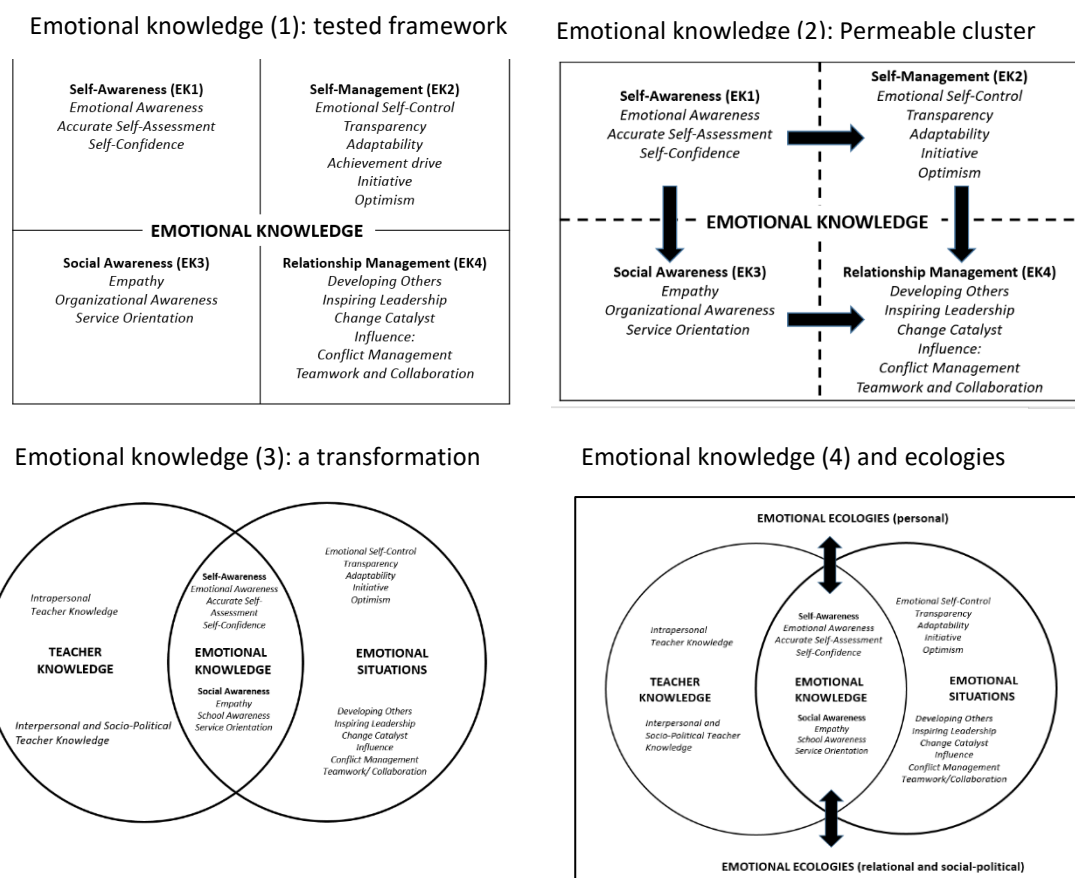 Emotional knowledge (1): tested framework
Self-Awareness (EK1)
Emotional Awareness
Accurate Self-Assessment
Self-Confidence
Self-Management (EK2)
Emotional Self-Control
Transparency
Adaptability
Achievement drive
Initiative
Optimism
EMOTIONAL KNOWLEDGE
Social Awareness (EK3)
Empathy
Organizational Awareness
Service Orientation
Relationship Management (EK4)
Developing Others
Inspiring Leadership
Change Catalyst
Influence:
Conflict Management
Teamwork and Collaboration
Emotional knowledge (2): Permeable cluster
Self-Awareness (EK1)
Emotional Awareness
Accurate Self-Assessment
Self-Confidence
Self-Management (EK2)
Emotional Self-Control
Transparency
Adaptability
Initiative
Optimism
EMOTIONAL KNOWLEDGE
Social Awareness (EK3)
Empathy
Organizational Awareness
Service Orientation
Relationship Management (EK4)
Developing Others
Inspiring Leadership
Change Catalyst
Influence:
Conflict Management
Teamwork and Collaboration
Emotional knowledge (3): a transformation
Intrapersonal
Teacher Knowledge
TEACHER
KNOWLEDGE
Interpersonal and Socio-Political
Teacher Knowledge
Self-Awareness
Emotional Awareness
Accurate Self-
Assessment
Self-Confidence
EMOTIONAL
KNOWLEDGE
Social Awareness
Empathy
School Awareness
Service Orientation
Emotional Self-Control
Transparency
Adaptability
Initiative
Optimism
EMOTIONAL
SITUATIONS
Developing Others
Inspiring Leadership
Change Catalyst
Influence
Conflict Management
Teamwork/ Collaboration
Emotional knowledge (4) and ecologies
EMOTIONAL ECOLOGIES (personal)
Intrapersonal
Teacher Knowledge
TEACHER
KNOWLEDGE
Interpersonal and
Socio-Political Teacher
Knowledge
Self-Awareness
Emotional Awareness
Accurate Self-Assessment
Self-Confidence
EMOTIONAL
KNOWLEDGE
Social Awareness
Empathy
School Awareness
Service Orientation
Emotional Self-Control
Transparency
Adaptability
Initiative
Optimism
EMOTIONAL
SITUATIONS
Developing Others
Inspiring Leadership
Change Catalyst
Influence
Conflict Management
Teamwork/Collaboration
EMOTIONAL ECOLOGIES (relational and social-political)